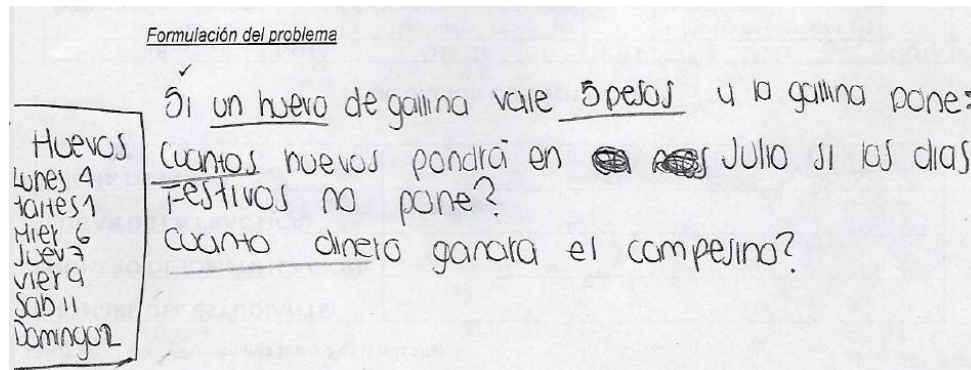 Formulación del problema
Si un huevo de gallina vale 5 pesos y la gallina pone:
cuantos huevos pondrá en Julio si los dias
Festivos no pone?
cuanto dinero ganara el campesino?
Huevos
Lunes 4
Martes 1
Mier 6
Juev 7
Vier 9
Sab 11
Domingo 2